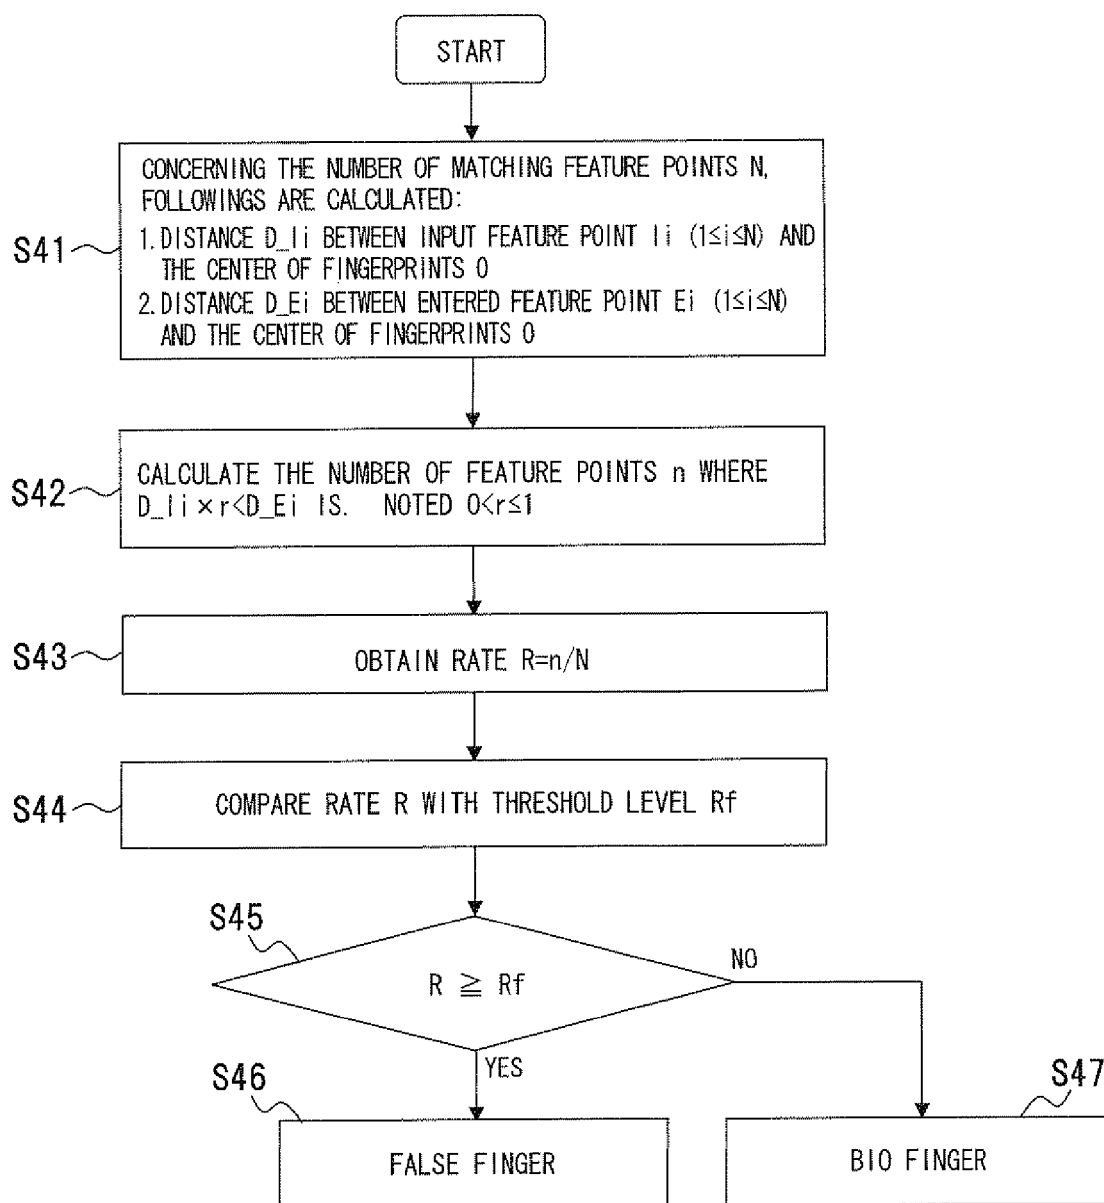 START
S41
CONCERNING THE NUMBER OF MATCHING FEATURE POINTS N,
FOLLOWINGS ARE CALCULATED:
1. DISTANCE D_Ii BETWEEN INPUT FEATURE POINT Ii (1≤i≤N) AND
THE CENTER OF FINGERPRINTS O
2. DISTANCE D_Ei BETWEEN ENTERED FEATURE POINT Ei (1≤i≤N)
AND THE CENTER OF FINGERPRINTS O
S42
CALCULATE THE NUMBER OF FEATURE POINTS n WHERE
D_Ii×r<D_Ei IS. NOTED 0<r≤1
S43
OBTAIN RATE R=n/N
S44
COMPARE RATE R WITH THRESHOLD LEVEL Rf
S45
R ≧ Rf
NO
YES
S46
FALSE FINGER
S47
BIO FINGER